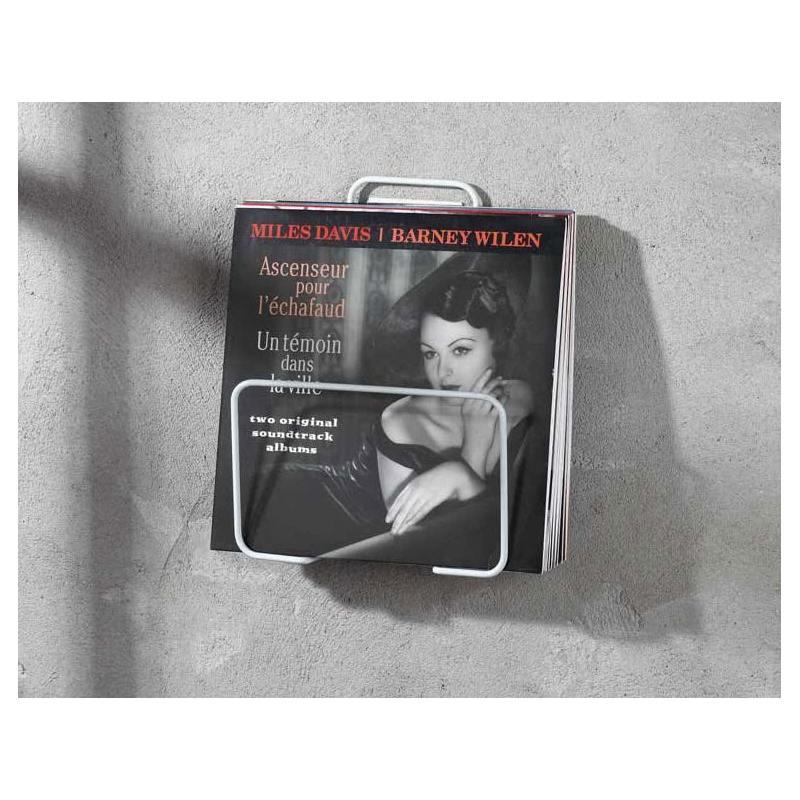 MILES DAVIS | BARNEY WILEN
Ascenseur
pour
l'échafaud
Un témoin
dans
la ville
two original
soundtrack
albums